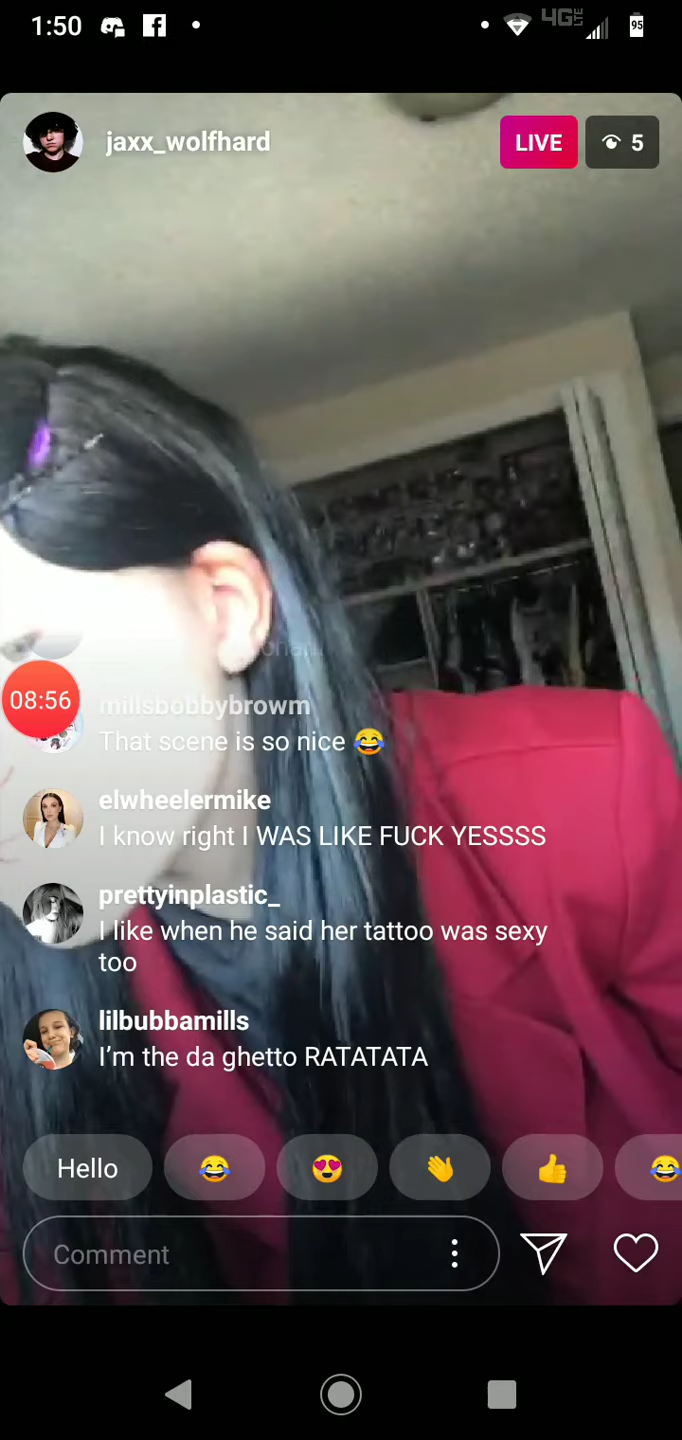 1:50
4G LTE
95
jaxx_wolfhard
LIVE
5
08:56
millsbobbybrowm
That scene is so nice 😂
elwheelermike
I know right I WAS LIKE FUCK YESSSS
prettyinplastic_
I like when he said her tattoo was sexy
too
lilbubbamills
I'm the da ghetto RATATATA
Hello 😂 😍 👏 👍 😂
Comment